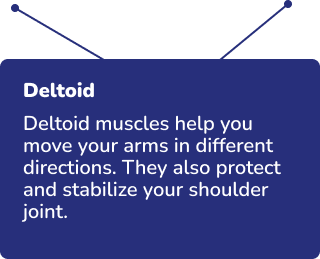 Deltoid
Deltoid muscles help you
move your arms in different
directions. They also protect
and stabilize your shoulder
joint.